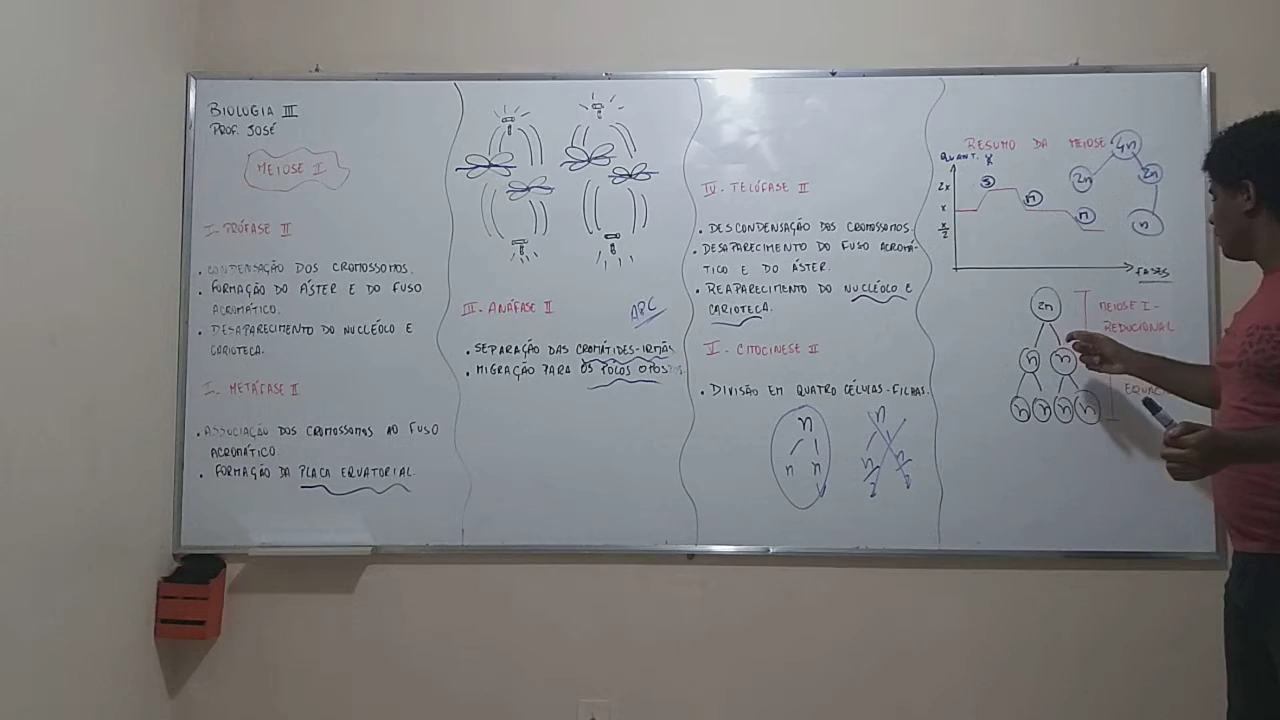 BIOLOGIA III
PROF. JOSÉ
MEIOSE II
I - PRÓFASE II
• CONDENSAÇÃO DOS CROMOSSOMOS.
• FORMAÇÃO DO ÁSTER E DO FUSO
ACROMÁTICO.
• DESAPARECIMENTO DO NUCLÉOLO E
CARIOTECA.
I - METÁFASE II
• ASSOCIAÇÃO DOS CROMOSSOMOS AO FUSO
ACROMÁTICO.
• FORMAÇÃO DA PLACA EQUATORIAL.
III - ANÁFASE II
ABC
• SEPARAÇÃO DAS CROMÁTIDES-IRMÃS
• MIGRAÇÃO PARA OS POLOS OPOSTOS.
IV - TELÓFASE II
• DESCONDENSAÇÃO DOS CROMOSSOMOS.
• DESAPARECIMENTO DO FUSO ACROMÁ-
TICO E DO ÁSTER.
• REAPARECIMENTO DO NUCLÉOLO E
CARIOTECA.
V - CITOCINESE II
• DIVISÃO EM QUATRO CÉLULAS-FILHAS.
n n
n n
RESUMO DA MEIOSE
QUANT.
4n
2n 2n
n
2x
x
x/2
S
M
M
FASES
2n
n n
n n n n
MEIOSE I -
REDUCIONAL